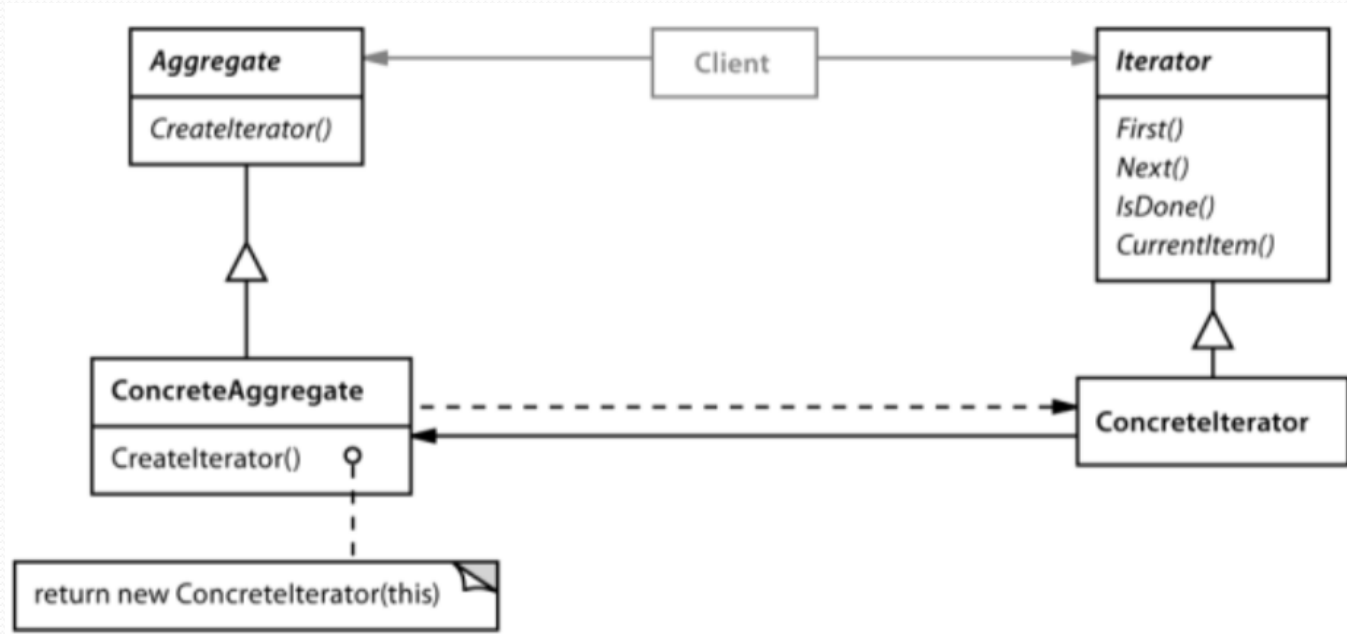 Aggregate
CreateIterator()
Client
Iterator
First()
Next()
IsDone()
CurrentItem()
ConcreteAggregate
CreateIterator()
ConcreteIterator
return new ConcreteIterator(this)